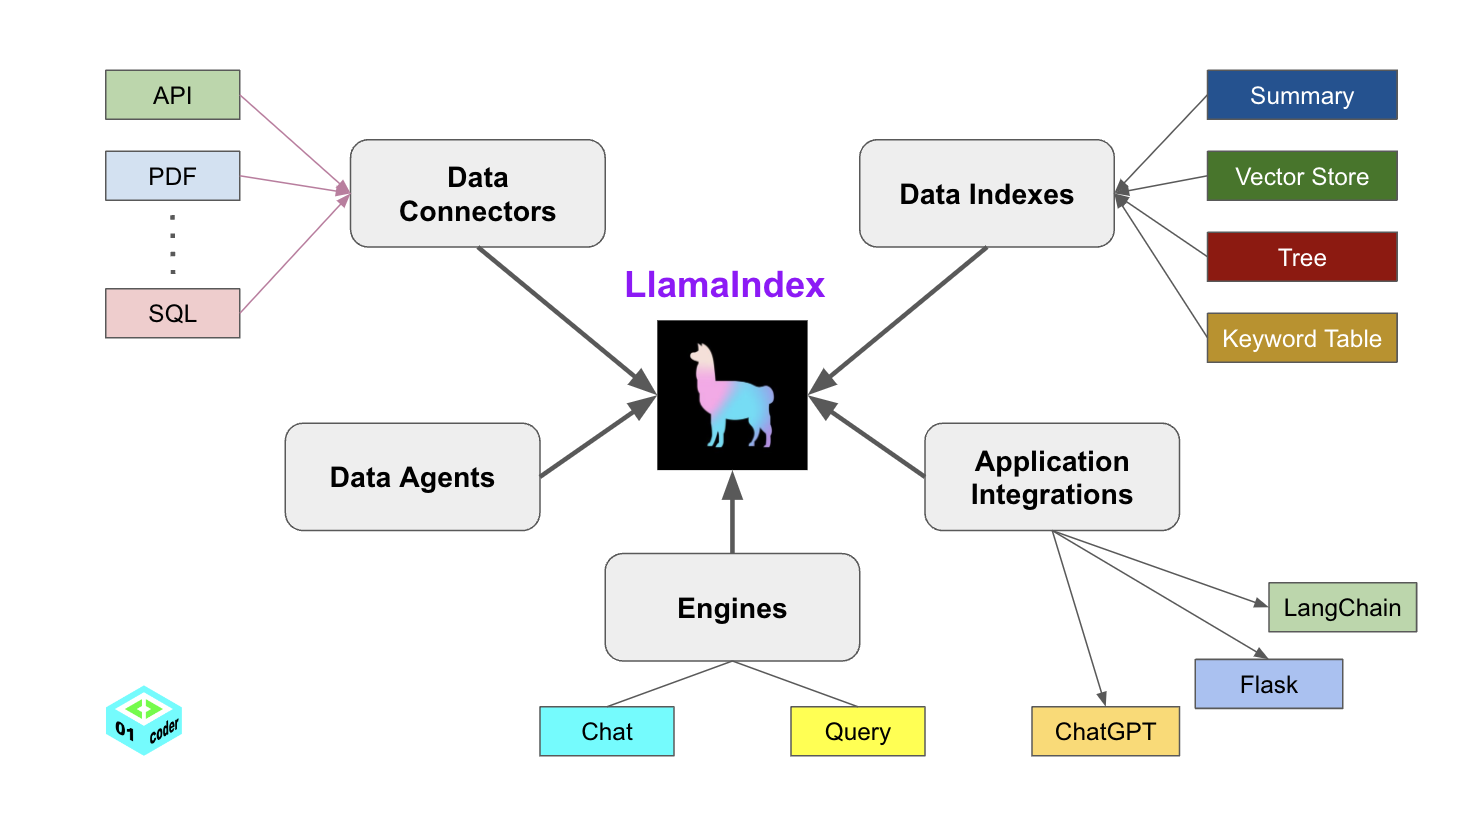 API
PDF
SQL
Data
Connectors
Data Indexes
Summary
Vector Store
Tree
Keyword Table
LlamaIndex
Data Agents
Application
Integrations
Engines
Chat
Query
LangChain
Flask
ChatGPT
01 coder